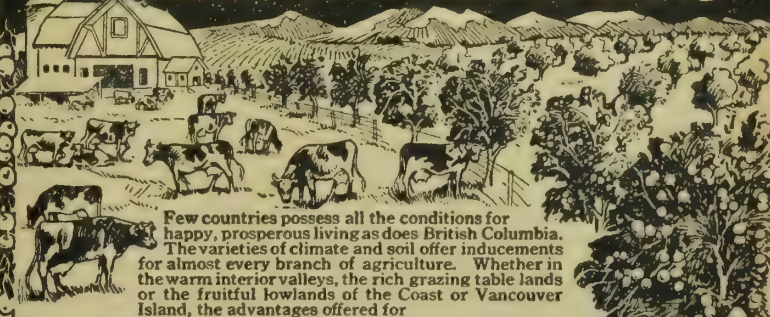 Few countries possess all the conditions for
happy, prosperous living as does British Columbia.
The varieties of climate and soil offer inducements
for almost every branch of agriculture. Whether in
the warm interior valleys, the rich grazing table lands
or the fruitful lowlands of the Coast or Vancouver
Island, the advantages offered for